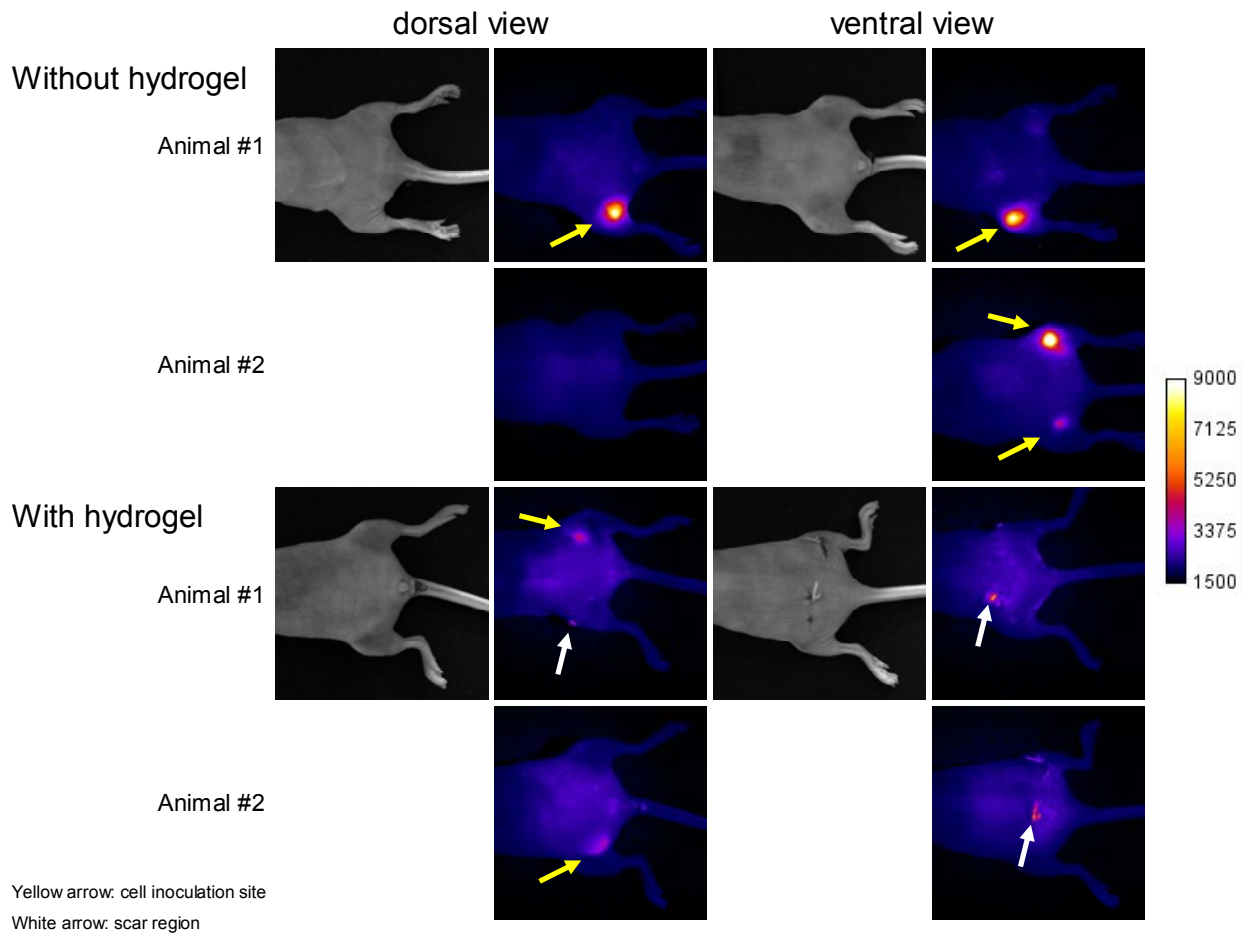 dorsal view
ventral view
Without hydrogel
Animal #1
Animal #2
9000
7125
5250
3375
1500
With hydrogel
Animal #1
Animal #2
Yellow arrow: cell inoculation site
White arrow: scar region